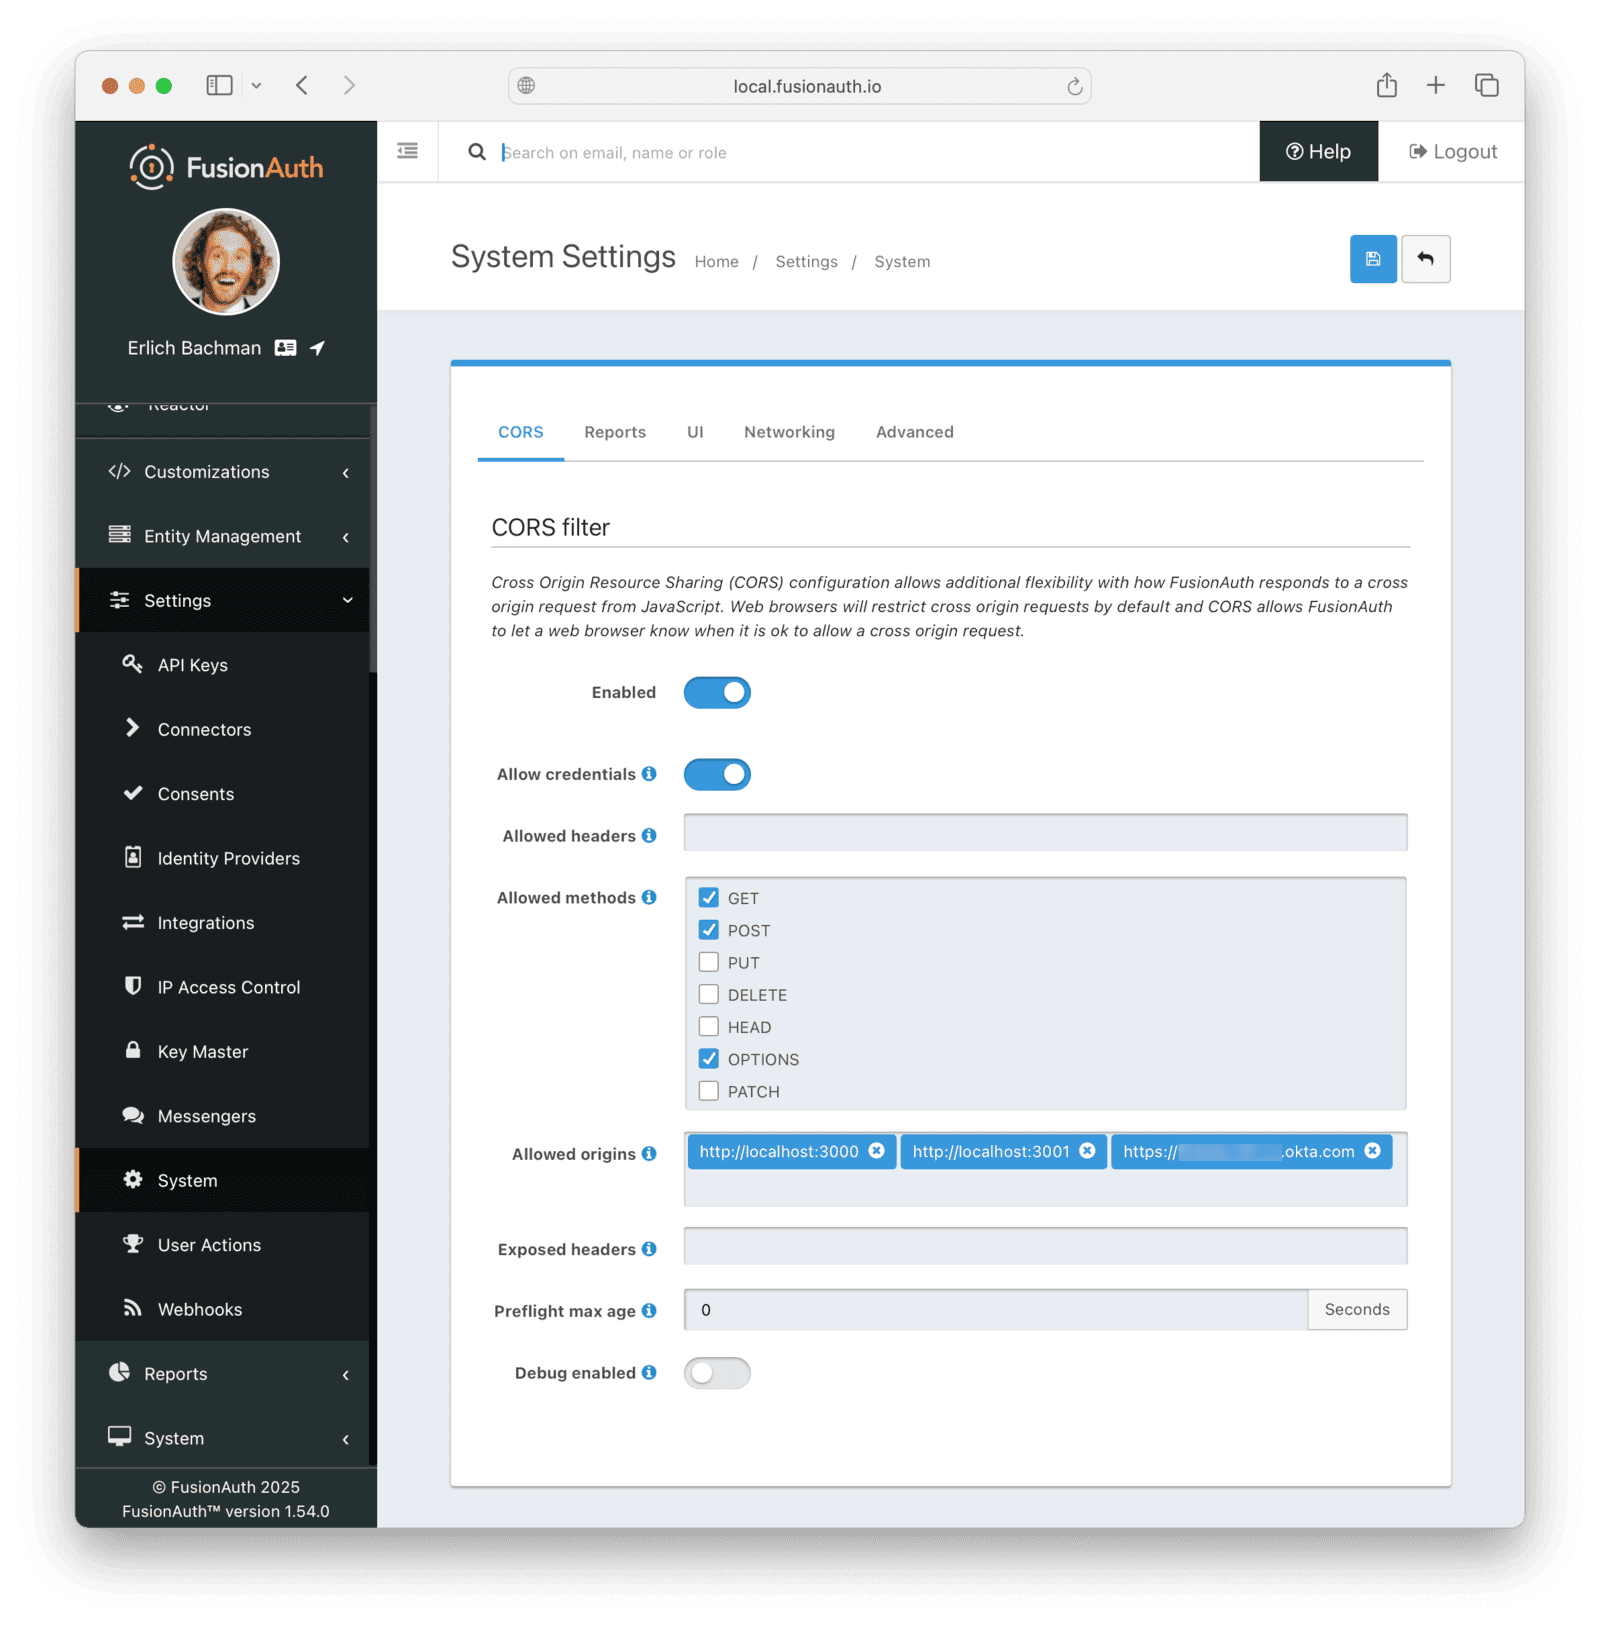 local.fusionauth.io
FusionAuth
Search on email, name or role
Help
Logout
Erlich Bachman
System Settings
Home / Settings / System
Reactor
Customizations
Entity Management
Settings
API Keys
Connectors
Consents
Identity Providers
Integrations
IP Access Control
Key Master
Messengers
System
User Actions
Webhooks
Reports
System
© FusionAuth 2025
FusionAuth™ version 1.54.0
CORS Reports UI Networking Advanced
CORS filter
Cross Origin Resource Sharing (CORS) configuration allows additional flexibility with how FusionAuth responds to a cross
origin request from JavaScript. Web browsers will restrict cross origin requests by default and CORS allows FusionAuth
to let a web browser know when it is ok to allow a cross origin request.
Enabled
Allow credentials
Allowed headers
Allowed methods
GET
POST
PUT
DELETE
HEAD
OPTIONS
PATCH
Allowed origins
http://localhost:3000 http://localhost:3001 https:// .okta.com
Exposed headers
Preflight max age
0
Seconds
Debug enabled